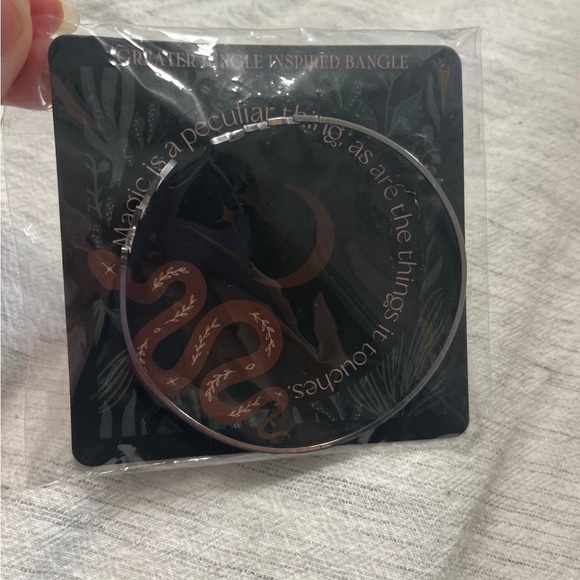 GREATER JUNGLE INSPIRED BANGLE
Magic is a peculiar thing, as are the things it touches.